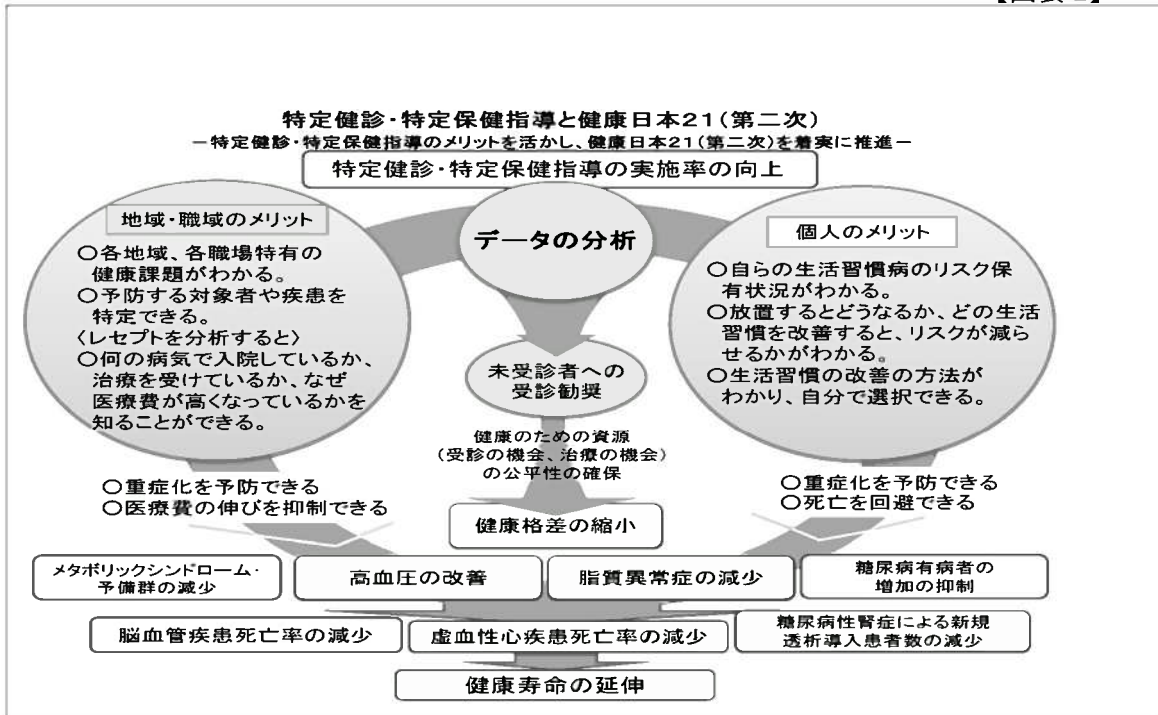 特定健診・特定保健指導と健康日本21(第二次)
－特定健診・特定保健指導のメリットを活かし、健康日本21(第二次)を着実に推進－
特定健診・特定保健指導の実施率の向上
地域・職域のメリット
○各地域、各職場特有の
健康課題がわかる。
○予防する対象者や疾患を
特定できる。
〈レセプトを分析すると〉
○何の病気で入院しているか、
治療を受けているか、なぜ
医療費が高くなっているかを
知ることができる。
データの分析
個人のメリット
○自らの生活習慣病のリスク保
有状況がわかる。
○放置するとどうなるか、どの生活
習慣を改善すると、リスクが減ら
せるかがわかる。
○生活習慣の改善の方法が
わかり、自分で選択できる。
未受診者への
受診勧奨
健康のための資源
(受診の機会、治療の機会)
の公平性の確保
○重症化を予防できる
○医療費の伸びを抑制できる
○重症化を予防できる
○死亡を回避できる
健康格差の縮小
メタボリックシンドローム・
予備群の減少
高血圧の改善
脂質異常症の減少
糖尿病有病者の
増加の抑制
脳血管疾患死亡率の減少
虚血性心疾患死亡率の減少
糖尿病性腎症による新規
透析導入患者数の減少
健康寿命の延伸